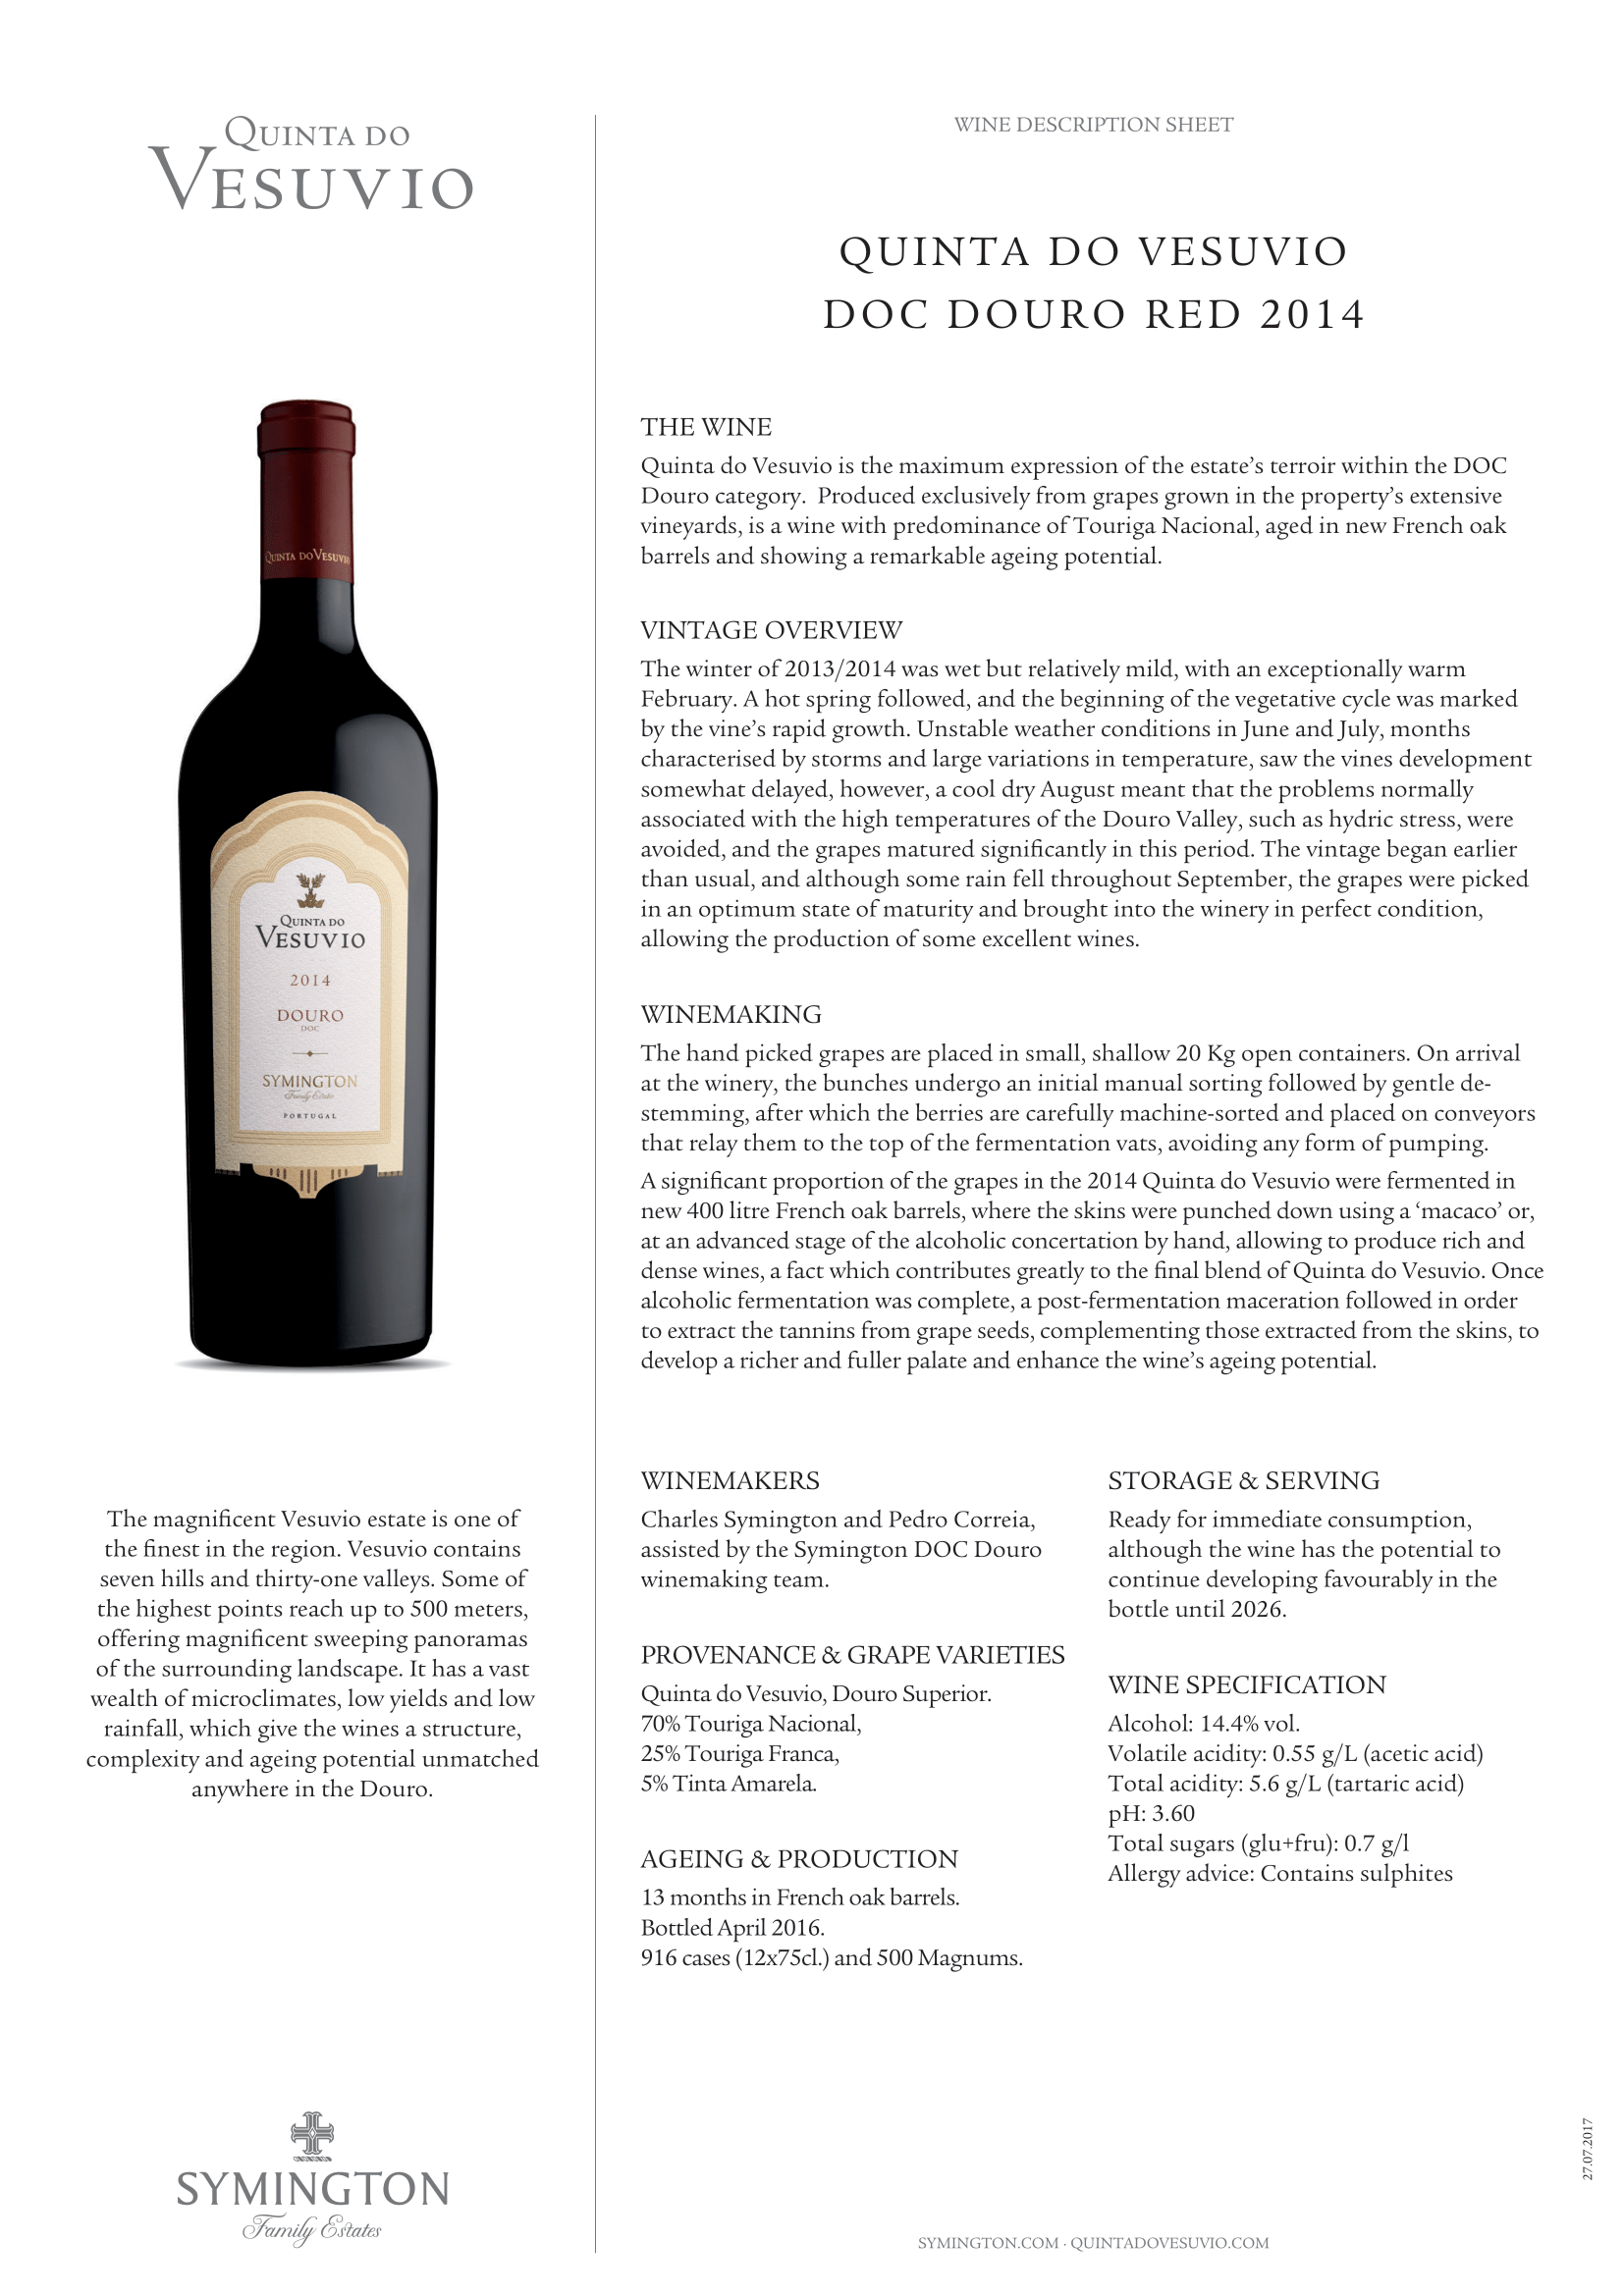 QUINTA DO
VESUVIO
WINE DESCRIPTION SHEET
QUINTA DO VESUVIO
DOC DOURO RED 2014
QUINTA DO VESUVIO
QUINTA DO
VESUVIO
2014
DOURO
DOC
SYMINGTON
Family Estates
PORTUGAL
The magnificent Vesuvio estate is one of
the finest in the region. Vesuvio contains
seven hills and thirty-one valleys. Some of
the highest points reach up to 500 meters,
offering magnificent sweeping panoramas
of the surrounding landscape. It has a vast
wealth of microclimates, low yields and low
rainfall, which give the wines a structure,
complexity and ageing potential unmatched
anywhere in the Douro.
SYMINGTON
Family Estates
THE WINE
Quinta do Vesuvio is the maximum expression of the estate’s terroir within the DOC
Douro category.  Produced exclusively from grapes grown in the property’s extensive
vineyards, is a wine with predominance of Touriga Nacional, aged in new French oak
barrels and showing a remarkable ageing potential.
VINTAGE OVERVIEW
The winter of 2013/2014 was wet but relatively mild, with an exceptionally warm
February. A hot spring followed, and the beginning of the vegetative cycle was marked
by the vine’s rapid growth. Unstable weather conditions in June and July, months
characterised by storms and large variations in temperature, saw the vines development
somewhat delayed, however, a cool dry August meant that the problems normally
associated with the high temperatures of the Douro Valley, such as hydric stress, were
avoided, and the grapes matured significantly in this period. The vintage began earlier
than usual, and although some rain fell throughout September, the grapes were picked
in an optimum state of maturity and brought into the winery in perfect condition,
allowing the production of some excellent wines.
WINEMAKING
The hand picked grapes are placed in small, shallow 20 Kg open containers. On arrival
at the winery, the bunches undergo an initial manual sorting followed by gentle de-
stemming, after which the berries are carefully machine-sorted and placed on conveyors
that relay them to the top of the fermentation vats, avoiding any form of pumping.
A significant proportion of the grapes in the 2014 Quinta do Vesuvio were fermented in
new 400 litre French oak barrels, where the skins were punched down using a ‘macaco’ or,
at an advanced stage of the alcoholic concertation by hand, allowing to produce rich and
dense wines, a fact which contributes greatly to the final blend of Quinta do Vesuvio. Once
alcoholic fermentation was complete, a post-fermentation maceration followed in order
to extract the tannins from grape seeds, complementing those extracted from the skins, to
develop a richer and fuller palate and enhance the wine’s ageing potential.
WINEMAKERS
Charles Symington and Pedro Correia,
assisted by the Symington DOC Douro
winemaking team.
PROVENANCE & GRAPE VARIETIES
Quinta do Vesuvio, Douro Superior.
70% Touriga Nacional,
25% Touriga Franca,
5% Tinta Amarela.
AGEING & PRODUCTION
13 months in French oak barrels.
Bottled April 2016.
916 cases (12x75cl.) and 500 Magnums.
STORAGE & SERVING
Ready for immediate consumption,
although the wine has the potential to
continue developing favourably in the
bottle until 2026.
WINE SPECIFICATION
Alcohol: 14.4% vol.
Volatile acidity: 0.55 g/L (acetic acid)
Total acidity: 5.6 g/L (tartaric acid)
pH: 3.60
Total sugars (glu+fru): 0.7 g/l
Allergy advice: Contains sulphites
27.07.2017
SYMINGTON.COM · QUINTADOVESUVIO.COM